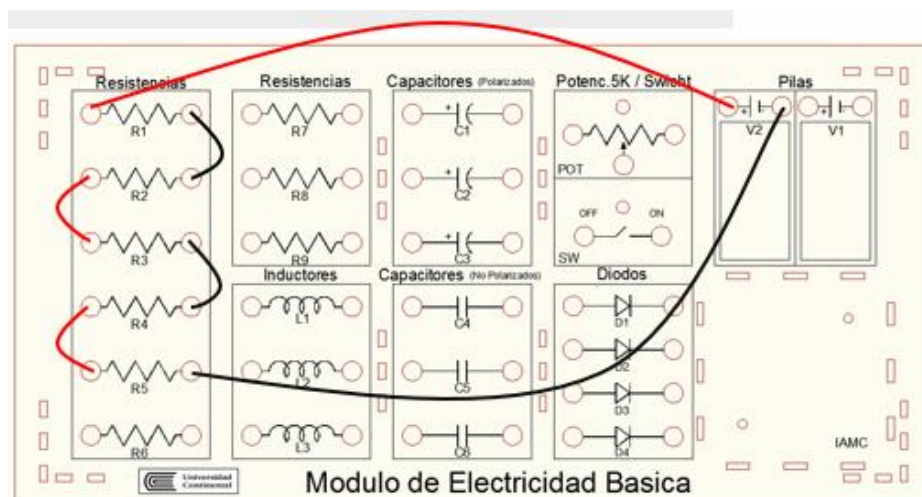 Resistencias
R1
R2
R3
R4
R5
R6
Resistencias
R7
R8
R9
Inductores
L1
L2
L3
Capacitores (Polarizados)
C1
C2
C3
Capacitores (No Polarizados)
C4
C5
C6
Potenc.5K / Swicht
POT
OFF ON
SW
Diodos
D1
D2
D3
D4
Pilas
V2 V1
IAMC
Universidad
Continental
Modulo de Electricidad Basica